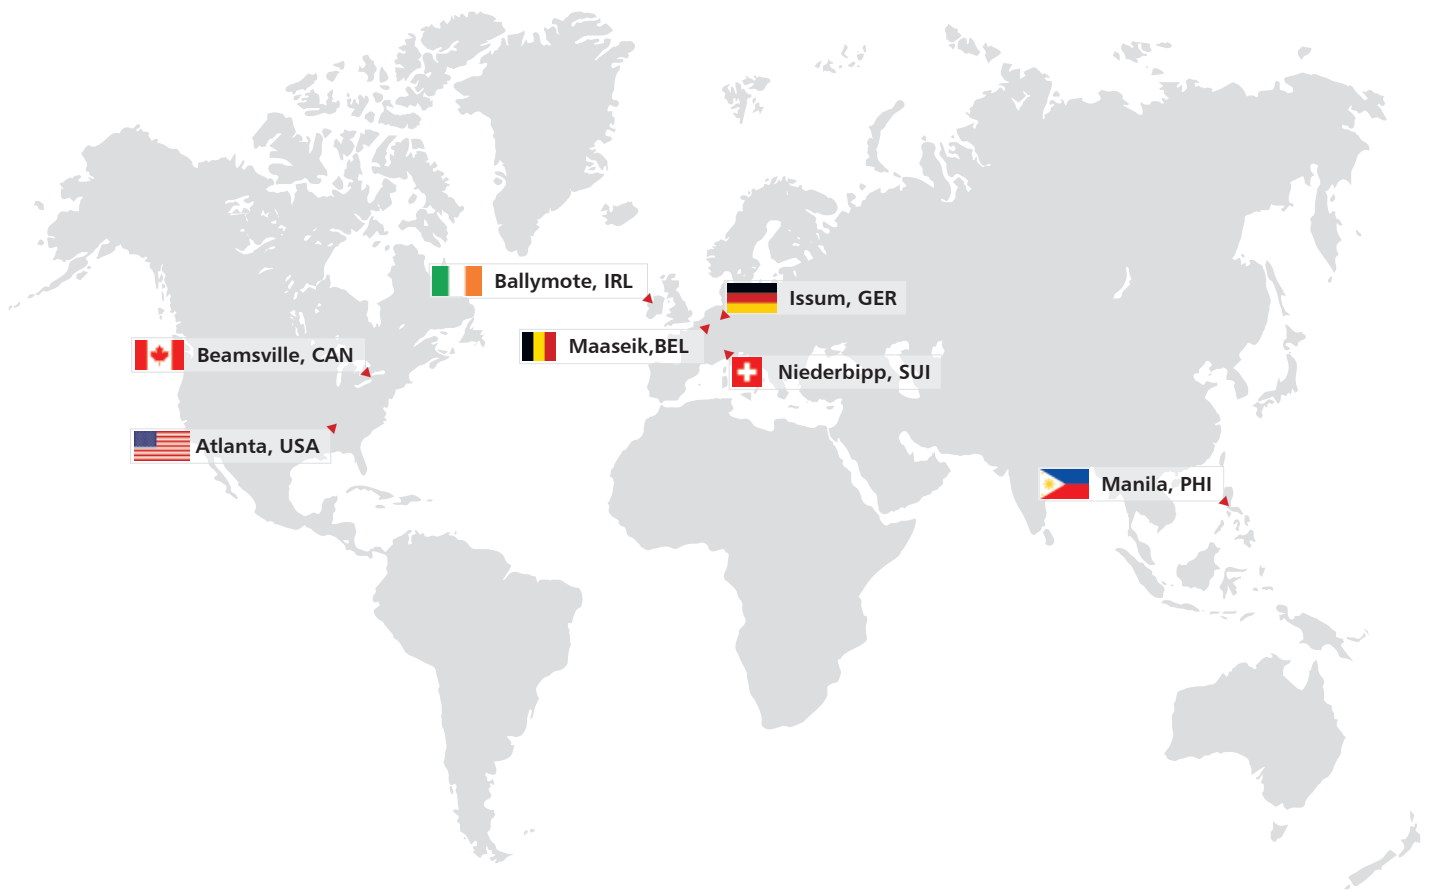 Ballymote, IRL
Issum, GER
Maaseik,BEL
Beamsville, CAN
Niederbipp, SUI
Atlanta, USA
Manila, PHI